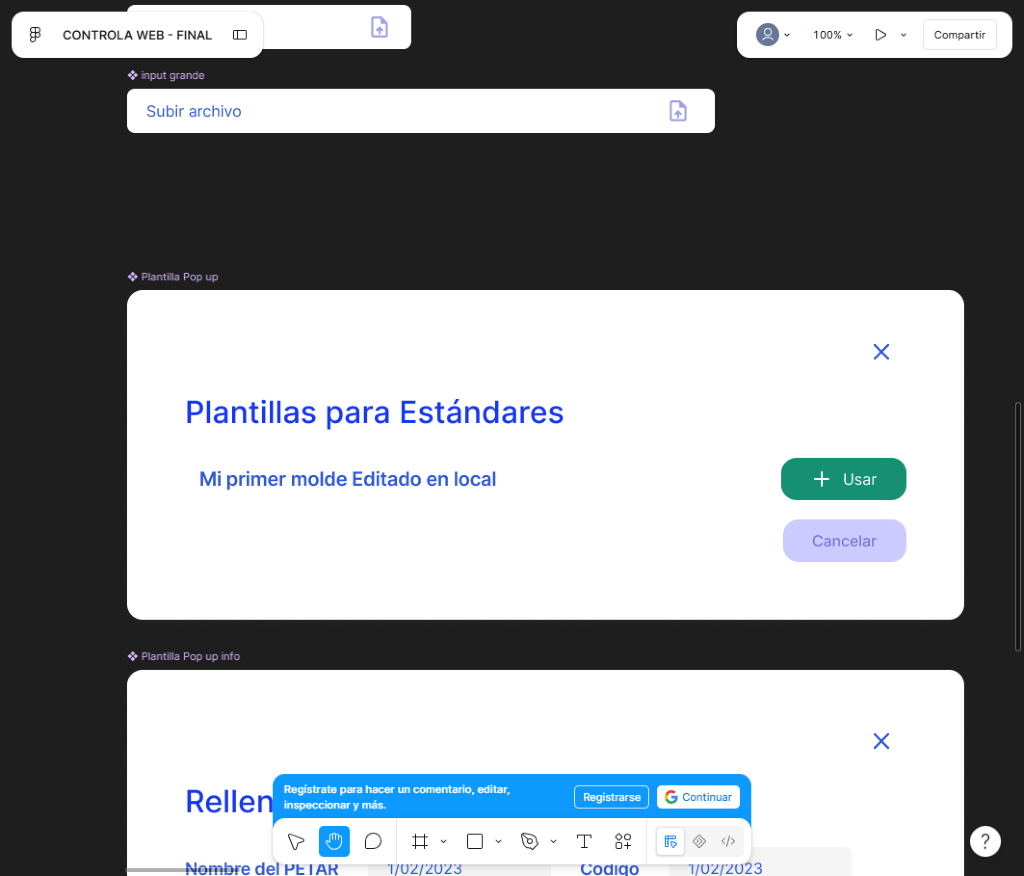 CONTROLA WEB - FINAL
100%
Compartir
input grande
Subir archivo
Plantilla Pop up
Plantillas para Estándares
Mi primer molde Editado en local
Usar
Cancelar
Plantilla Pop up info
Rellen
Regístrate para hacer un comentario, editar,
inspeccionar y más.
Registrarse
Continuar
Nombre del PETAR
1/02/2023
Codigo
1/02/2023
?